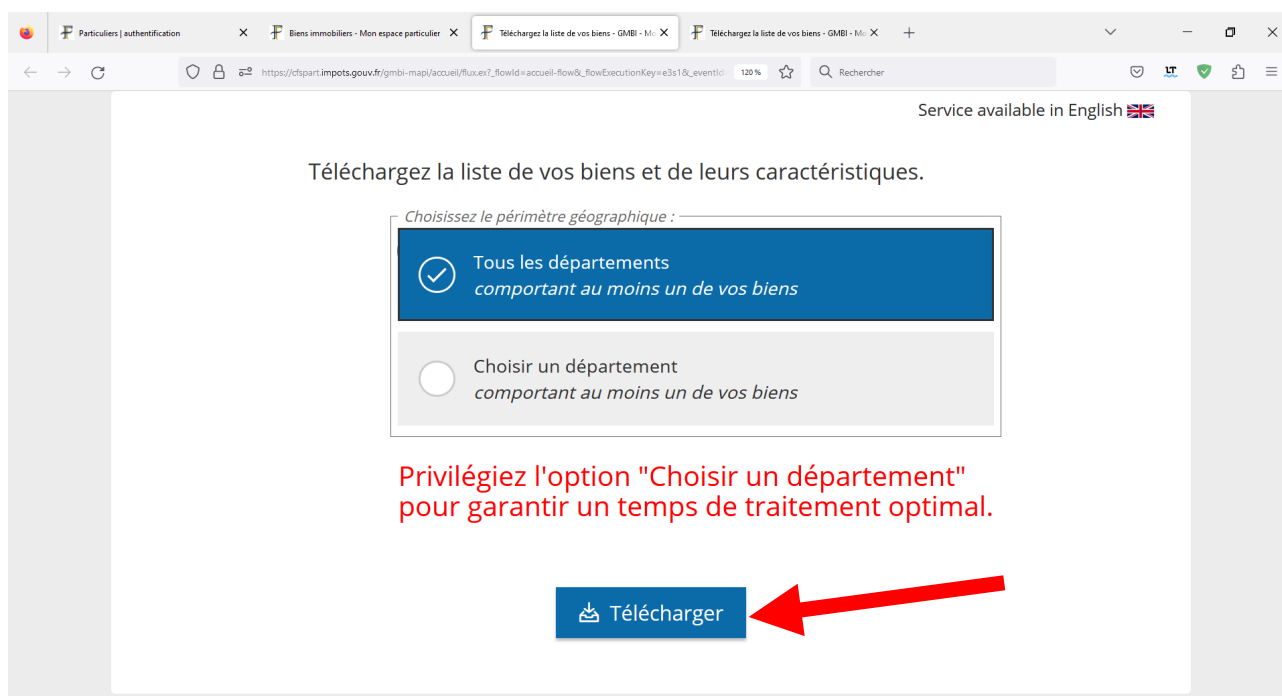 Particuliers | authentification
Biens immobiliers - Mon espace particulier
Téléchargez la liste de vos biens - GMBI - Mo
Téléchargez la liste de vos biens - GMBI - Mo
https://cfspart.impots.gouv.fr/gmbi-mapi/accueil/flux.ex?_flowId=accueil-flow&_flowExecutionKey=e3s1&_eventId
120 %
Rechercher
LT
Service available in English
Téléchargez la liste de vos biens et de leurs caractéristiques.
Choisissez le périmètre géographique :
Tous les départements
comportant au moins un de vos biens
Choisir un département
comportant au moins un de vos biens
Privilégiez l'option "Choisir un département"
pour garantir un temps de traitement optimal.
Télécharger